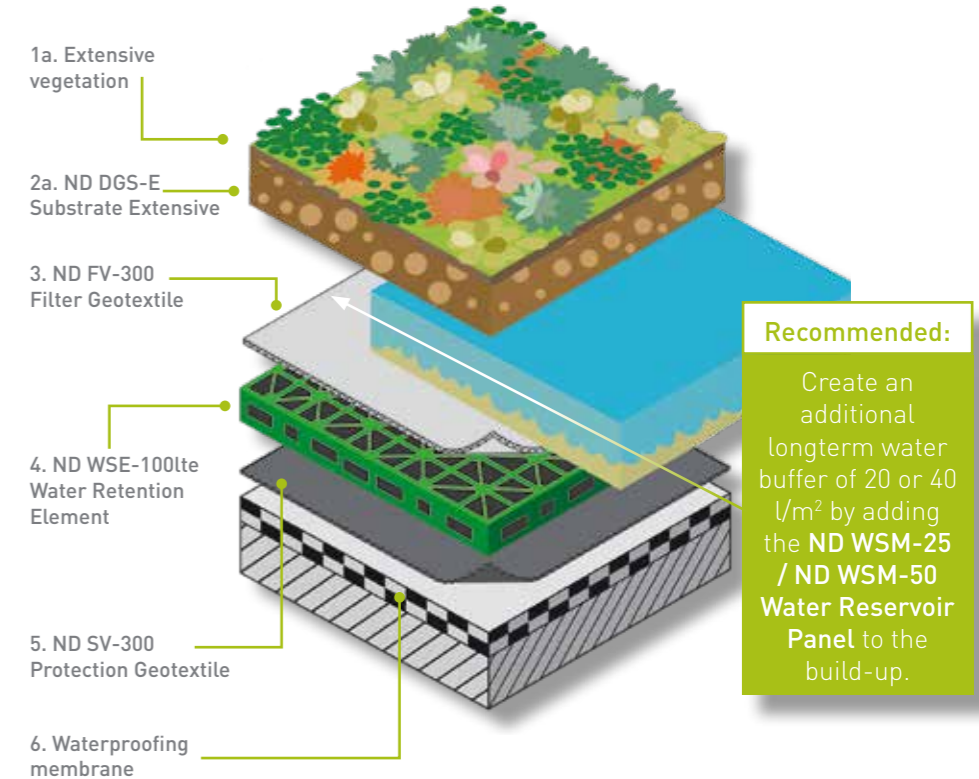 1a. Extensive
vegetation
2a. ND DGS-E
Substrate Extensive
3. ND FV-300
Filter Geotextile
4. ND WSE-100lte
Water Retention
Element
5. ND SV-300
Protection Geotextile
6. Waterproofing
membrane
Recommended:
Create an
additional
longterm water
buffer of 20 or 40
l/m² by adding
the ND WSM-25
/ ND WSM-50
Water Reservoir
Panel to the
build-up.